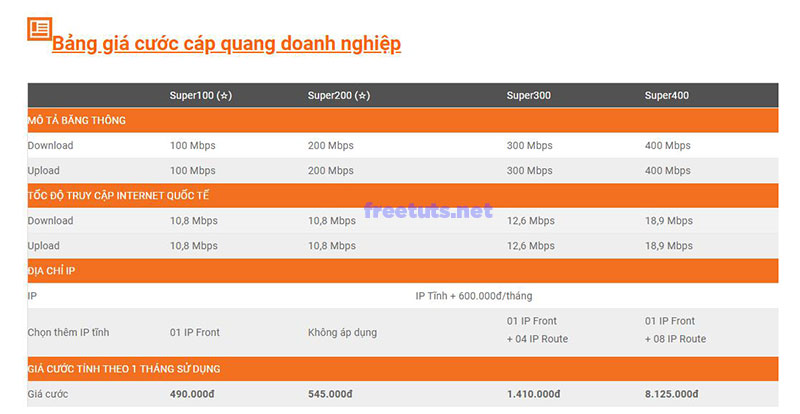 Bảng giá cước cáp quang doanh nghiệp
Super100 (☆) Super200 (☆) Super300 Super400
MÔ TẢ BĂNG THÔNG
Download 100 Mbps 200 Mbps 300 Mbps 400 Mbps
Upload 100 Mbps 200 Mbps 300 Mbps 400 Mbps
TỐC ĐỘ TRUY CẬP INTERNET QUỐC TẾ
freetuts.net
Download 10,8 Mbps 10,8 Mbps 12,6 Mbps 18,9 Mbps
Upload 10,8 Mbps 10,8 Mbps 12,6 Mbps 18,9 Mbps
ĐỊA CHỈ IP
IP IP Tĩnh + 600.000đ/tháng
Chọn thêm IP tĩnh 01 IP Front Không áp dụng 01 IP Front 01 IP Front
+ 04 IP Route + 08 IP Route
GIÁ CƯỚC TÍNH THEO 1 THÁNG SỬ DỤNG
Giá cước 490.000đ 545.000đ 1.410.000đ 8.125.000đ